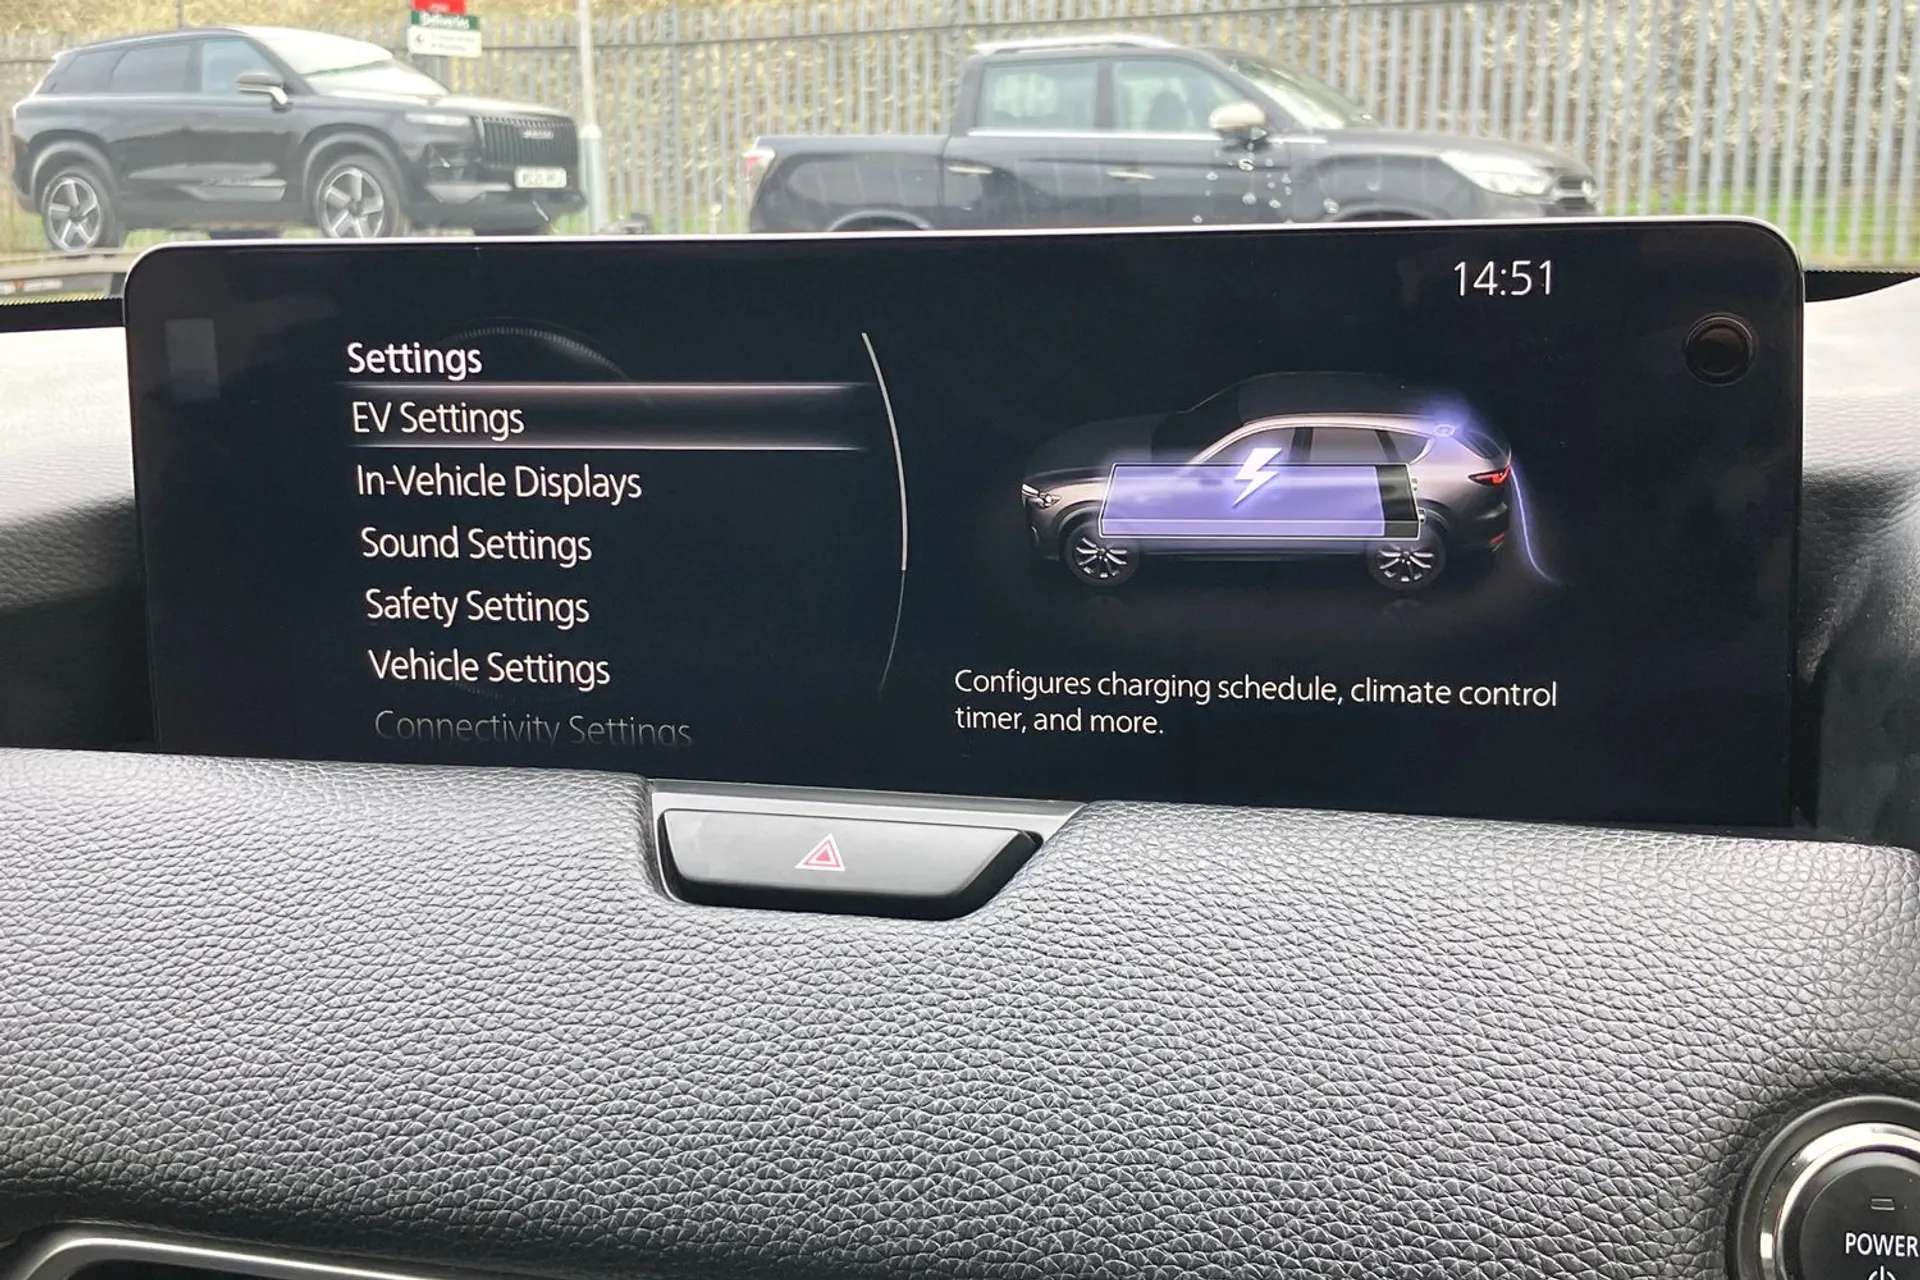 Deliveries
14:51
Settings
EV Settings
In-Vehicle Displays
Sound Settings
Safety Settings
Vehicle Settings
Connectivity Settings
Configures charging schedule, climate control
timer, and more.
POWER